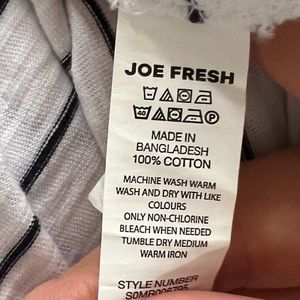 JOE FRESH
MADE IN
BANGLADESH
100% COTTON
MACHINE WASH WARM
WASH AND DRY WITH LIKE
COLOURS
ONLY NON-CHLORINE
BLEACH WHEN NEEDED
TUMBLE DRY MEDIUM
WARM IRON
STYLE NUMBER
S0MR006795